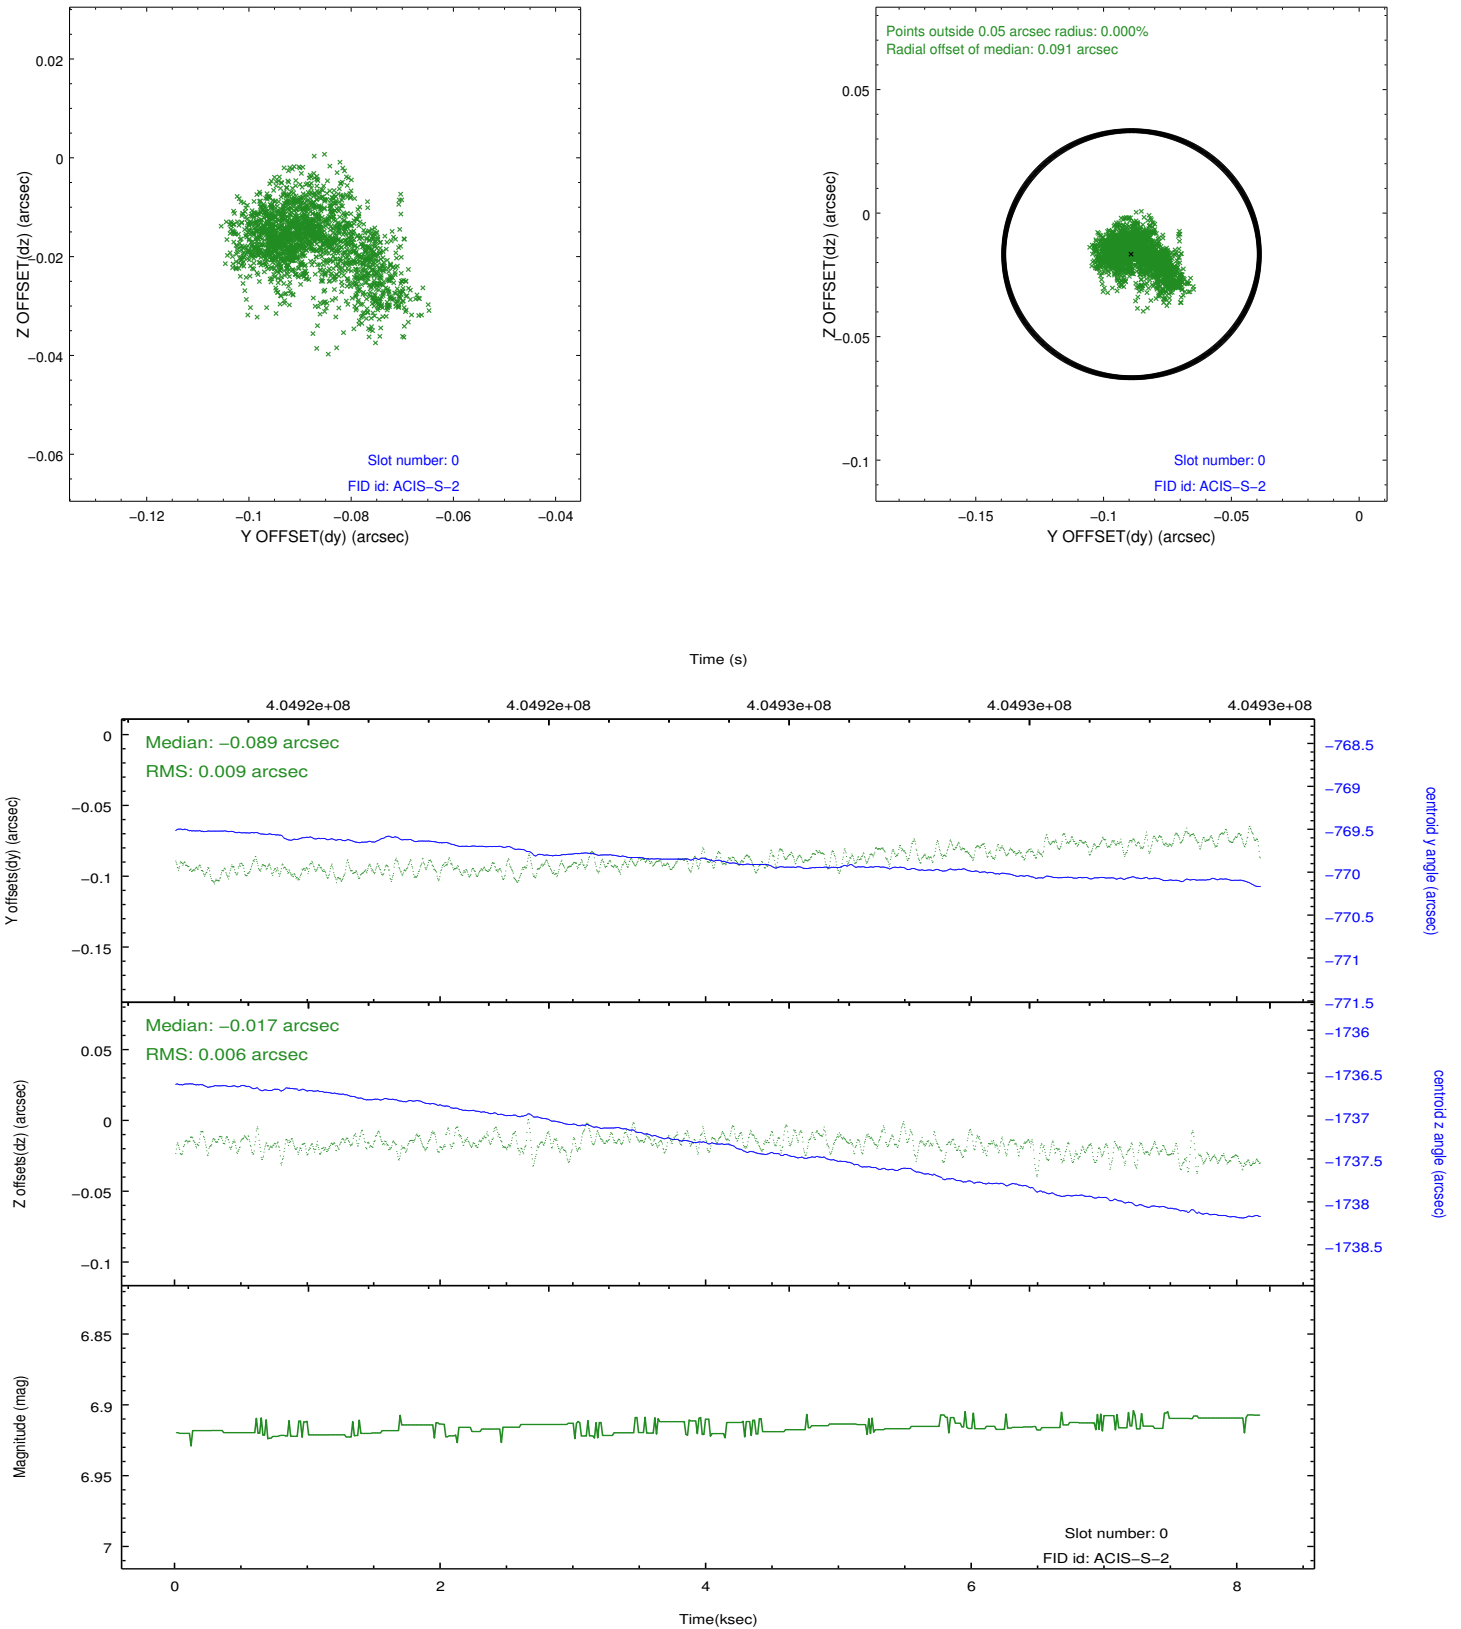 0.02
0
−0.02
−0.04
−0.06
Z OFFSET(dz) (arcsec)
Slot number: 0
FID id: ACIS−S−2
−0.12
−0.1
−0.08
−0.06
−0.04
Y OFFSET(dy) (arcsec)
Points outside 0.05 arcsec radius: 0.000%
Radial offset of median: 0.091 arcsec
0.05
0
−0.05
−0.1
Z OFFSET(dz) (arcsec)
Slot number: 0
FID id: ACIS−S−2
−0.15
−0.1
−0.05
0
Y OFFSET(dy) (arcsec)
Time (s)
4.0492e+08
4.0492e+08
4.0493e+08
4.0493e+08
4.0493e+08
Median: −0.089 arcsec
RMS: 0.009 arcsec
0
−0.05
−0.1
−0.15
Y offsets(dy) (arcsec)
−768.5
−769
−769.5
−770
−770.5
−771
−771.5
centroid y angle (arcsec)
Median: −0.017 arcsec
RMS: 0.006 arcsec
0.05
0
−0.05
−0.1
Z offsets(dz) (arcsec)
−1736
−1736.5
−1737
−1737.5
−1738
−1738.5
centroid z angle (arcsec)
6.85
6.9
6.95
7
Magnitude (mag)
Slot number: 0
FID id: ACIS−S−2
0
2
4
6
8
Time(ksec)